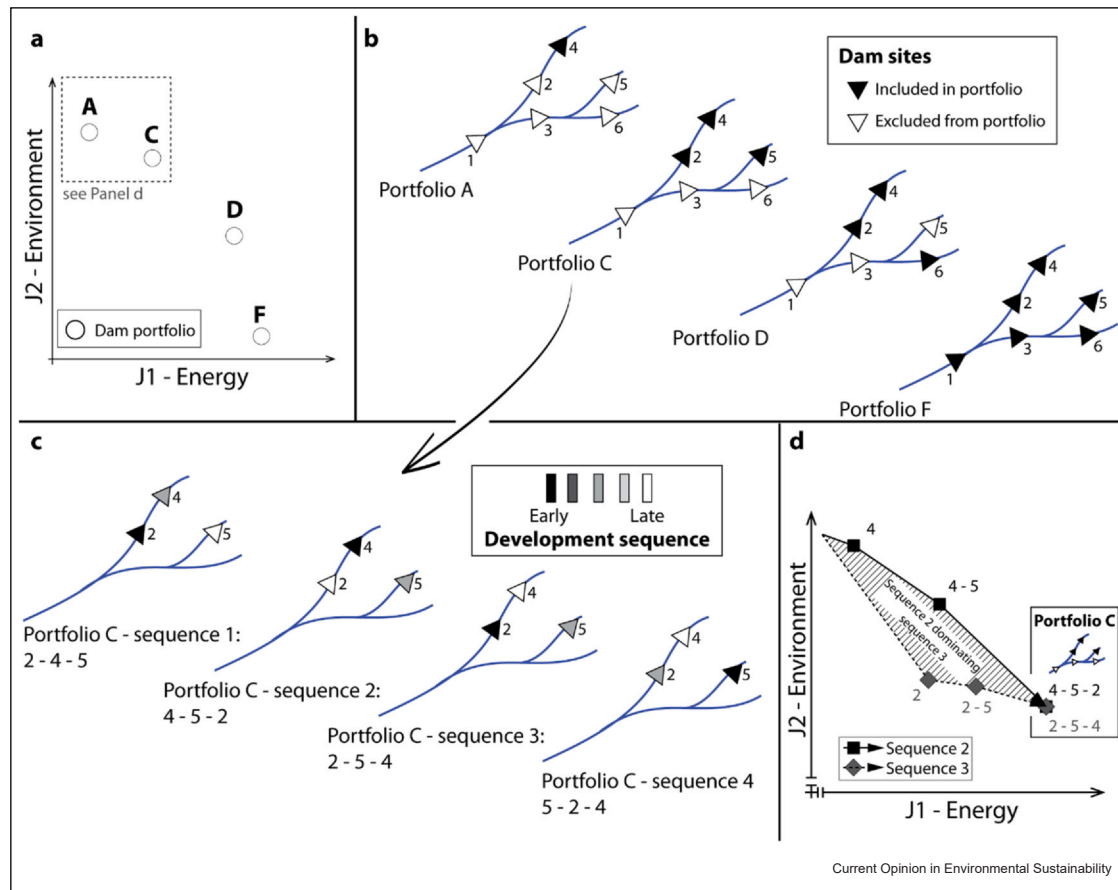 a
A
C
see Panel d
D
F
Dam portfolio
J2 - Environment
J1 - Energy
b
Dam sites
Included in portfolio
Excluded from portfolio
4
2
5
3
6
1
Portfolio A
4
2
5
3
6
1
Portfolio C
4
2
5
3
6
1
Portfolio D
4
2
5
3
6
1
Portfolio F
c
Early Late
Development sequence
4
2
5
Portfolio C - sequence 1:
2 - 4 - 5
4
2
5
Portfolio C - sequence 2:
4 - 5 - 2
4
2
5
Portfolio C - sequence 3:
2 - 5 - 4
4
2
5
Portfolio C - sequence 4
5 - 2 - 4
d
4
4 - 5
Sequence 2 dominating
sequence 3
Portfolio C
4 - 5 - 2
2 - 5 - 4
2
2 - 5
Sequence 2
Sequence 3
J2 - Environment
J1 - Energy
Current Opinion in Environmental Sustainability